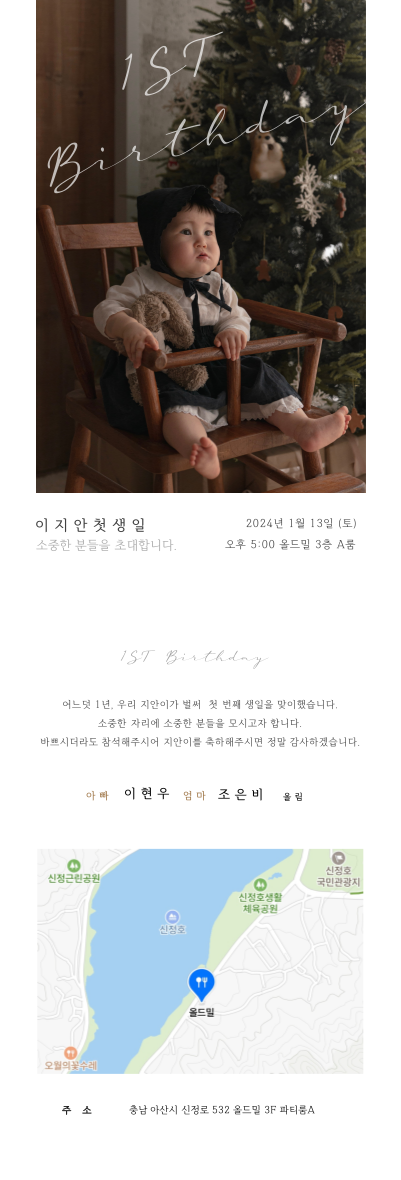 1ST
Birthday
이지안첫생일
2024년 1월 13일 (토)
소중한 분들을 초대합니다.
오후 5:00 올드밀 3층 A룸
1ST Birthday
어느덧 1년, 우리 지안이가 벌써 첫 번째 생일을 맞이했습니다.
소중한 자리에 소중한 분들을 모시고자 합니다.
바쁘시더라도 참석해주시어 지안이를 축하해주시면 정말 감사하겠습니다.
아빠 이현우 엄마 조은비 올림
신정근린공원
신정호
국민관광지
신정호생활
체육공원
신정호
올드밀
오월의꽃수레
주 소 충남 아산시 신정로 532 올드밀 3F 파티룸A